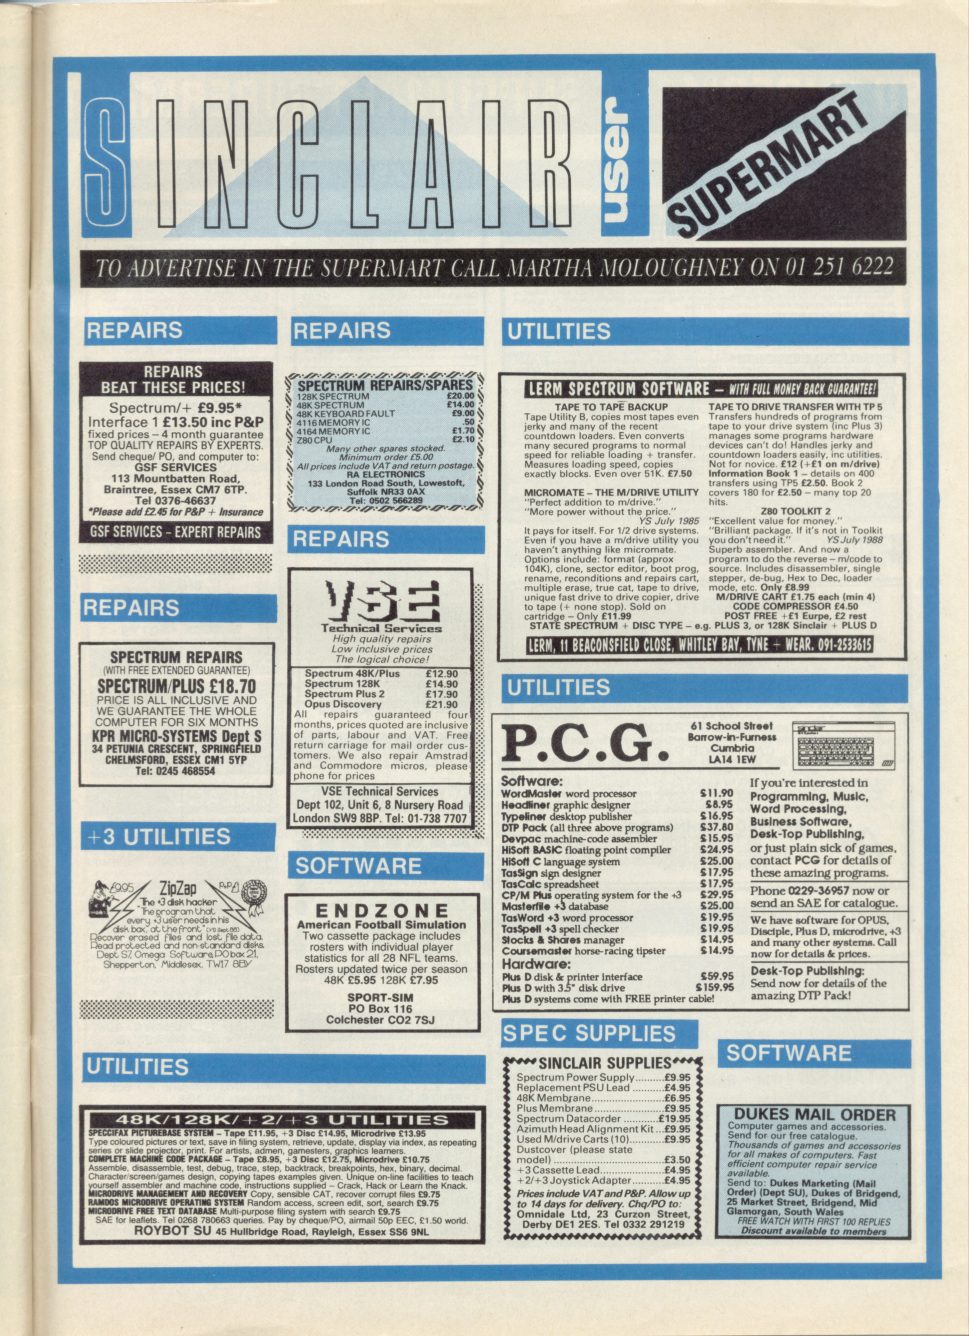 SINCLAIR
user
SUPERMART
TO ADVERTISE IN THE SUPERMART CALL MARTHA MOLOUGHNEY ON 01 251 6222
REPAIRS
REPAIRS
BEAT THESE PRICES!
Spectrum/+ £9.95*
Interface 1 £13.50 inc P&P
fixed prices – 4 month guarantee
TOP QUALITY REPAIRS BY EXPERTS.
Send cheque/ PO, and computer to:
GSF SERVICES
113 Mountbatten Road,
Braintree, Essex CM7 6TP.
Tel 0376-46637
*Please add £2.45 for P&P + Insurance
GSF SERVICES – EXPERT REPAIRS
REPAIRS
SPECTRUM REPAIRS
(WITH FREE EXTENDED GUARANTEE)
SPECTRUM/PLUS £18.70
PRICE IS ALL INCLUSIVE AND
WE GUARANTEE THE WHOLE
COMPUTER FOR SIX MONTHS
KPR MICRO-SYSTEMS Dept S
34 PETUNIA CRESCENT, SPRINGFIELD
CHELMSFORD, ESSEX CM1 5YP
Tel: 0245 468554
+3 UTILITIES
£9.95 ZipZap P+P £1
The +3 disk hacker
The program that
every +3 user needs in his
disk box, at the front.
Recover erased files and lost file data.
Read protected and non-standard disks.
Dept S7, Omega Software, PO box 21,
Shepperton, Middlesex, TW17 8BY
REPAIRS
SPECTRUM REPAIRS/SPARES
128K SPECTRUM £20.00
48K SPECTRUM £14.00
48K KEYBOARD FAULT £9.00
4116 MEMORY IC .50
4164 MEMORY IC £1.70
Z80 CPU £2.10
Many other spares stocked.
Minimum order £5.00
All prices include VAT and return postage.
RA ELECTRONICS
133 London Road South, Lowestoft,
Suffolk NR33 0AX
Tel: 0502 566289
REPAIRS
VSE
Technical Services
High quality repairs
Low inclusive prices
The logical choice!
Spectrum 48K/Plus £12.90
Spectrum 128K £14.90
Spectrum Plus 2 £17.90
Opus Discovery £21.90
All repairs guaranteed four
months, prices quoted are inclusive
of parts, labour and VAT. Free
return carriage for mail order cus-
tomers. We also repair Amstrad
and Commodore micros, please
phone for prices
VSE Technical Services
Dept 102, Unit 6, 8 Nursery Road
London SW9 8BP. Tel: 01-738 7707
SOFTWARE
ENDZONE
American Football Simulation
Two cassette package includes
rosters with individual player
statistics for all 28 NFL teams.
Rosters updated twice per season
48K £5.95 128K £7.95
SPORT-SIM
PO Box 116
Colchester CO2 7SJ
UTILITIES
48K/128K/+2/+3 UTILITIES
SPECCIFAX PICTUREBASE SYSTEM – Tape £11.95, +3 Disc £14.95, Microdrive £13.95
Type coloured pictures or text, save in filing system, retrieve, update, display via index, as repeating
series or slide projector, print. For artists, admen, gamesters, graphics learners.
COMPLETE MACHINE CODE PACKAGE – Tape £8.95, +3 Disc £12.75, Microdrive £10.75
Assemble, disassemble, test, debug, trace, step, backtrack, breakpoints, hex, binary, decimal.
Character/screen/games design, copying tapes examples given. Unique on-line facilities to teach
yourself assembler and machine code, instructions supplied – Crack, Hack or Learn the Knack.
MICRODRIVE MANAGEMENT AND RECOVERY Copy, sensible CAT, recover corrupt files £9.75
RAMDOS MICRODRIVE OPERATING SYSTEM Random access, screen edit, sort, search £9.75
MICRODRIVE FREE TEXT DATABASE Multi-purpose filing system with search £9.75
SAE for leaflets. Tel 0268 780663 queries. Pay by cheque/PO, airmail 50p EEC, £1.50 world.
ROYBOT SU 45 Hullbridge Road, Rayleigh, Essex SS6 9NL
UTILITIES
LERM SPECTRUM SOFTWARE – WITH FULL MONEY BACK GUARANTEE!
TAPE TO TAPE BACKUP
Tape Utility B, copies most tapes even
jerky and many of the recent
countdown loaders. Even converts
many secured programs to normal
speed for reliable loading + transfer.
Measures loading speed, copies
exactly blocks. Even over 51K. £7.50
MICROMATE – THE M/DRIVE UTILITY
"Perfect addition to m/drive."
"More power without the price."
YS July 1985
It pays for itself. For 1/2 drive systems.
Even if you have a m/drive utility you
haven't anything like micromate.
Options include: format (approx
104K), clone, sector editor, boot prog,
rename, reconditions and repairs cart,
multiple erase, true cat, tape to drive,
unique fast drive to drive copier, drive
to tape (+ none stop). Sold on
cartridge – Only £11.99
TAPE TO DRIVE TRANSFER WITH TP 5
Transfers hundreds of programs from
tape to your drive system (inc Plus 3)
manages some programs hardware
devices can't do! Handles jerky and
countdown loaders easily, inc utilities.
Not for novice. £12 (+£1 on m/drive)
Information Book 1 – details on 400
transfers using TP5 £2.50. Book 2
covers 180 for £2.50 – many top 20
hits.
Z80 TOOLKIT 2
"Excellent value for money."
"Brilliant package. If it's not in Toolkit
you don't need it." YS July 1988
Superb assembler. And now a
program to do the reverse – m/code to
source. Includes disassembler, single
stepper, de-bug, Hex to Dec, loader
mode, etc. Only £8.99
M/DRIVE CART £1.75 each (min 4)
CODE COMPRESSOR £4.50
POST FREE +£1 Eurpe, £2 rest
STATE SPECTRUM + DISC TYPE – e.g. PLUS 3, or 128K Sinclair + PLUS D
LERM, 11 BEACONSFIELD CLOSE, WHITLEY BAY, TYNE + WEAR. 091-2533615
UTILITIES
P.C.G.
61 School Street
Barrow-in-Furness
Cumbria
LA14 1EW
sinclair
Software:
WordMaster word processor £11.90
Headliner graphic designer £8.95
Typeliner desktop publisher £16.95
DTP Pack (all three above programs) £37.80
Devpac machine-code assembler £15.95
HiSoft BASIC floating point compiler £24.95
HiSoft C language system £25.00
TasSign sign designer £17.95
TasCalc spreadsheet £17.95
CP/M Plus operating system for the +3 £29.95
Masterfile +3 database £25.00
TasWord +3 word processor £19.95
TasSpell +3 spell checker £19.95
Stocks & Shares manager £14.95
Coursemaster horse-racing tipster £14.95
Hardware:
Plus D disk & printer Interface £59.95
Plus D with 3.5" disk drive £159.95
Plus D systems come with FREE printer cable!
If you're interested in
Programming, Music,
Word Processing,
Business Software,
Desk-Top Publishing,
or just plain sick of games,
contact PCG for details of
these amazing programs.
Phone 0229-36957 now or
send an SAE for catalogue.
We have software for OPUS,
Disciple, Plus D, microdrive, +3
and many other systems. Call
now for details & prices.
Desk-Top Publishing:
Send now for details of the
amazing DTP Pack!
SPEC SUPPLIES
SINCLAIR SUPPLIES
Spectrum Power Supply..........£9.95
Replacement PSU Lead ..........£4.95
48K Membrane..........£6.95
Plus Membrane..........£9.95
Spectrum Datacorder ..........£19.95
Azimuth Head Alignment Kit...£9.95
Used M/drive Carts (10)..........£9.95
Dustcover (please state
model) ..........£3.50
+3 Cassette Lead..........£4.95
+2/+3 Joystick Adapter..........£4.95
Prices include VAT and P&P. Allow up
to 14 days for delivery. Chq/PO to:
Omnidale Ltd, 23 Curzon Street,
Derby DE1 2ES. Tel 0332 291219
SOFTWARE
DUKES MAIL ORDER
Computer games and accessories.
Send for our free catalogue.
Thousands of games and accessories
for all makes of computers. Fast
efficient computer repair service
available.
Send to: Dukes Marketing (Mail
Order) (Dept SU), Dukes of Bridgend,
25 Market Street, Bridgend, Mid
Glamorgan, South Wales
FREE WATCH WITH FIRST 100 REPLIES
Discount available to members